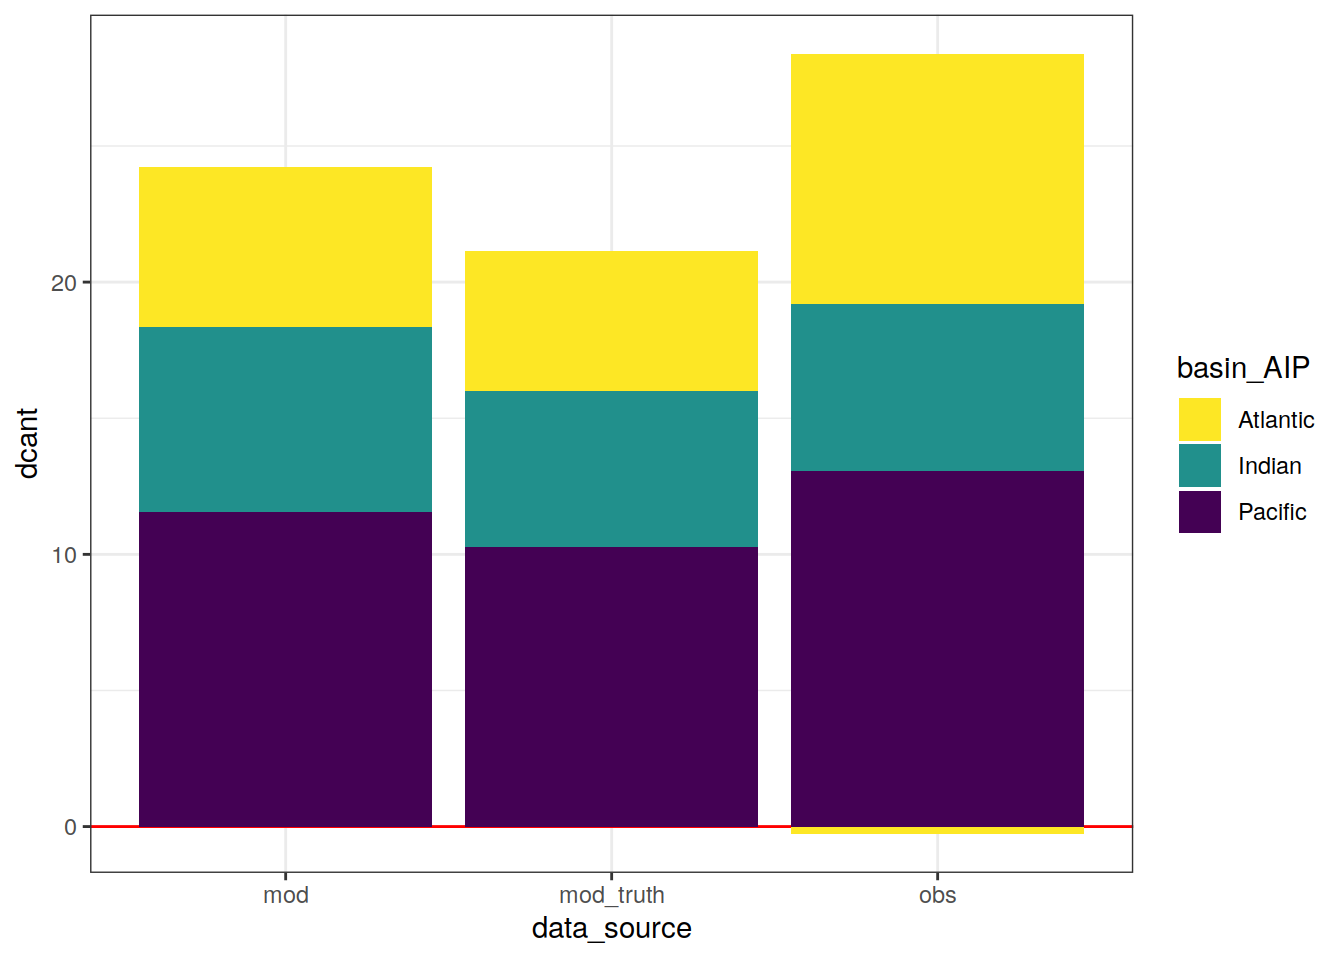 dcant
20
10
0
mod
mod_truth
obs
data_source
basin_AIP
Atlantic
Indian
Pacific